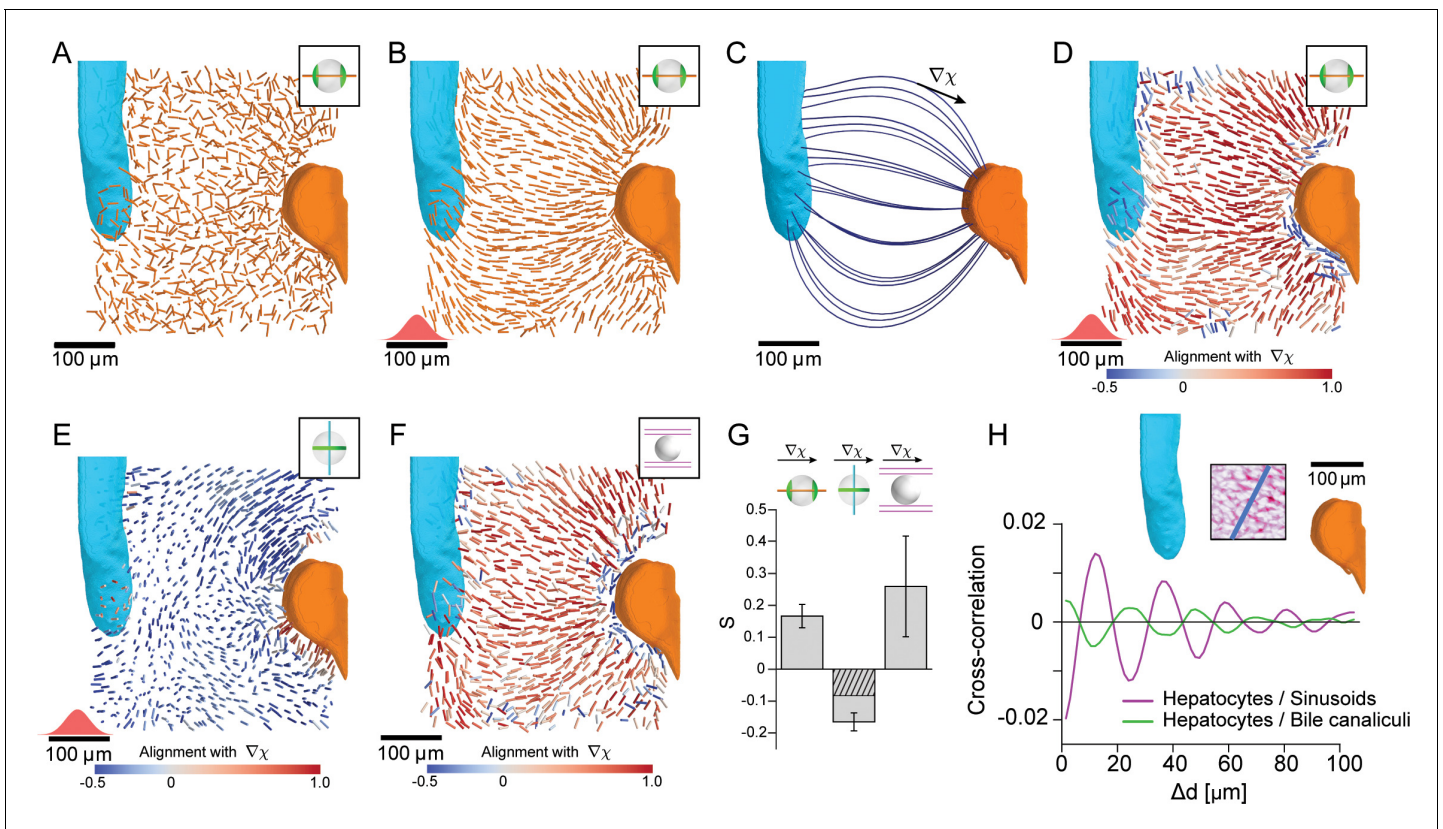 A
B
C
D
∇χ
100 µm
100 µm
100 µm
100 µm
Alignment with ∇χ
-0.5 0 1.0
E
F
G
H
∇χ ∇χ ∇χ
100 µm
0.5
0.4
0.3
0.2
0.1
0
-0.1
-0.2
S
0.02
0
-0.02
Cross-correlation
Hepatocytes / Sinusoids
Hepatocytes / Bile canaliculi
0 20 40 60 80 100
Δd [µm]
100 µm
Alignment with ∇χ
-0.5 0 1.0
100 µm
Alignment with ∇χ
-0.5 0 1.0